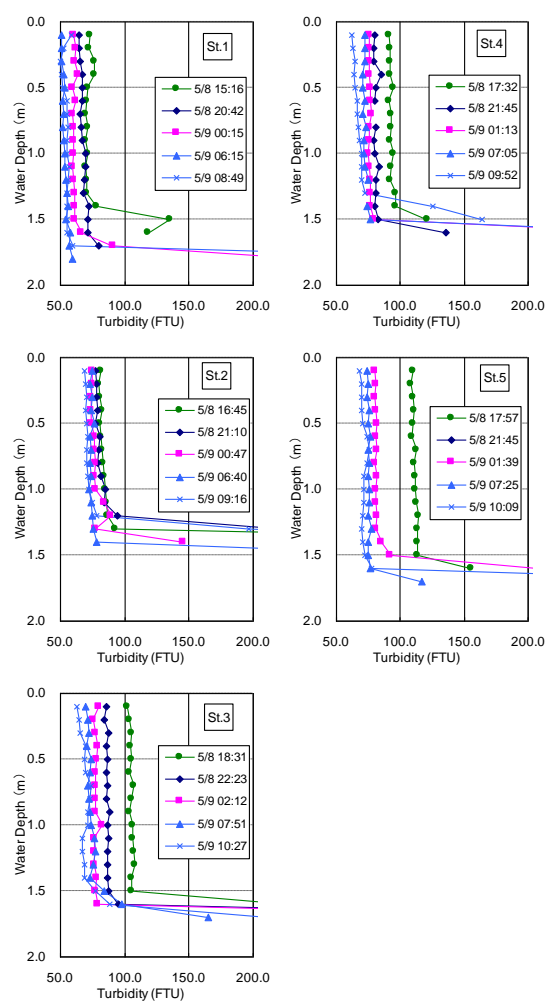 St.1
0.0
0.5
1.0
1.5
2.0
Water Depth (m)
5/8 15:16
5/8 20:42
5/9 00:15
5/9 06:15
5/9 08:49
50.0 100.0 150.0 200.0
Turbidity (FTU)
St.4
0.0
0.5
1.0
1.5
2.0
Water Depth (m)
5/8 17:32
5/8 21:45
5/9 01:13
5/9 07:05
5/9 09:52
50.0 100.0 150.0 200.0
Turbidity (FTU)
St.2
0.0
0.5
1.0
1.5
2.0
Water Depth (m)
5/8 16:45
5/8 21:10
5/9 00:47
5/9 06:40
5/9 09:16
50.0 100.0 150.0 200.0
Turbidity (FTU)
St.5
0.0
0.5
1.0
1.5
2.0
Water Depth (m)
5/8 17:57
5/8 21:45
5/9 01:39
5/9 07:25
5/9 10:09
50.0 100.0 150.0 200.0
Turbidity (FTU)
St.3
0.0
0.5
1.0
1.5
2.0
Water Depth (m)
5/8 18:31
5/8 22:23
5/9 02:12
5/9 07:51
5/9 10:27
50.0 100.0 150.0 200.0
Turbidity (FTU)